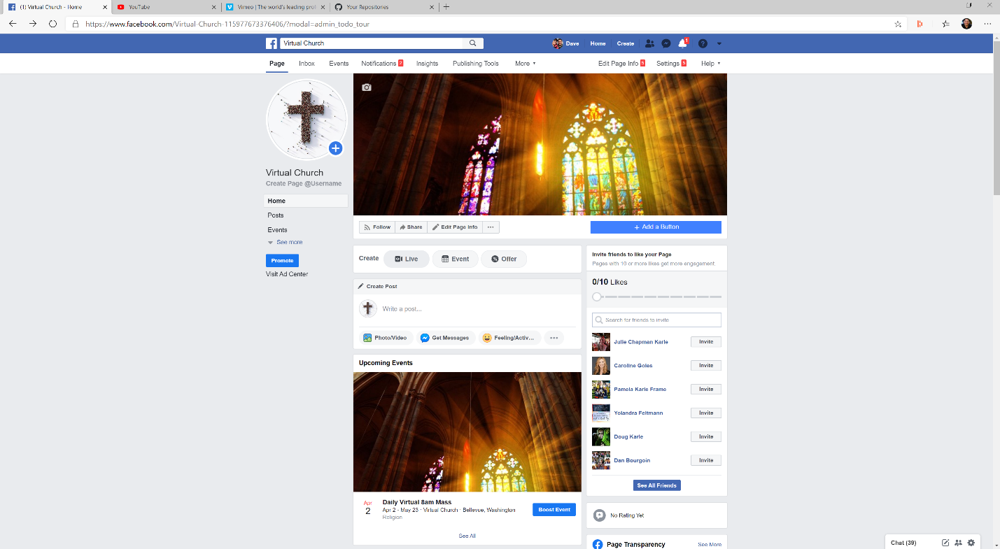 (1) Virtual Church - Home
YouTube
Vimeo | The world's leading prof
Your Repositories
https://www.facebook.com/Virtual-Church-115977673376406/?modal=admin_todo_tour
Virtual Church
Dave Home Create 1
Page Inbox Events Notifications 2 Insights Publishing Tools More
Edit Page Info 5 Settings 5 Help
Virtual Church
Create Page @Username
Home
Posts
Events
See more
Promote
Visit Ad Center
Follow Share Edit Page Info ...
+ Add a Button
Create Live Event Offer
Create Post
Write a post...
Photo/Video Get Messages Feeling/Activ... ...
Upcoming Events
Apr
2
Daily Virtual 8am Mass
Apr 2 - May 23 · Virtual Church · Bellevue, Washington
Religion
Boost Event
See All
Invite friends to like your Page
Pages with 10 or more likes get more engagement.
0/10 Likes
Search for friends to invite
Julie Chapman Karle Invite
Caroline Goles Invite
Pamela Karle Frame Invite
Yolandra Feltmann Invite
Doug Karle Invite
Dan Bourgoin Invite
See All Friends
No Rating Yet
Page Transparency See More
Chat (39)